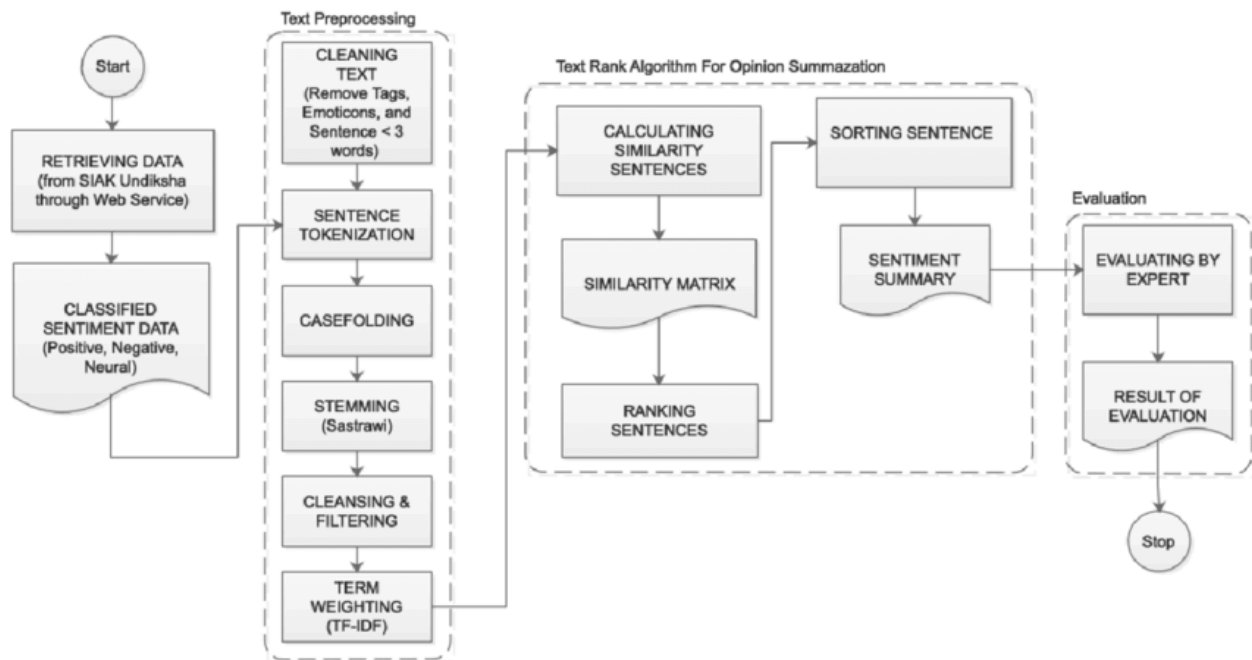 Start
RETRIEVING DATA
(from SIAK Undiksha
through Web Service)
CLASSIFIED
SENTIMENT DATA
(Positive, Negative,
Neural)
Text Preprocessing
CLEANING
TEXT
(Remove Tags,
Emoticons, and
Sentence < 3
words)
SENTENCE
TOKENIZATION
CASEFOLDING
STEMMING
(Sastrawi)
CLEANSING &
FILTERING
TERM
WEIGHTING
(TF-IDF)
Text Rank Algorithm For Opinion Summazation
CALCULATING
SIMILARITY
SENTENCES
SIMILARITY MATRIX
RANKING
SENTENCES
SORTING SENTENCE
SENTIMENT
SUMMARY
Evaluation
EVALUATING BY
EXPERT
RESULT OF
EVALUATION
Stop